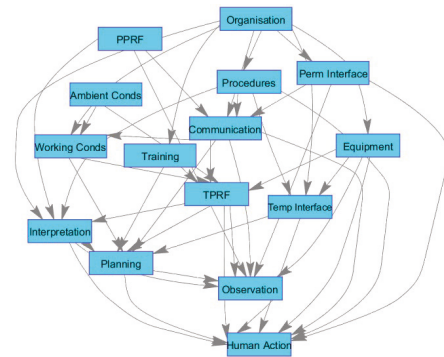 Organisation
PPRF
Perm Interface
Procedures
Ambient Conds
Communication
Working Conds
Training
Equipment
TPRF
Temp Interface
Interpretation
Planning
Observation
Human Action